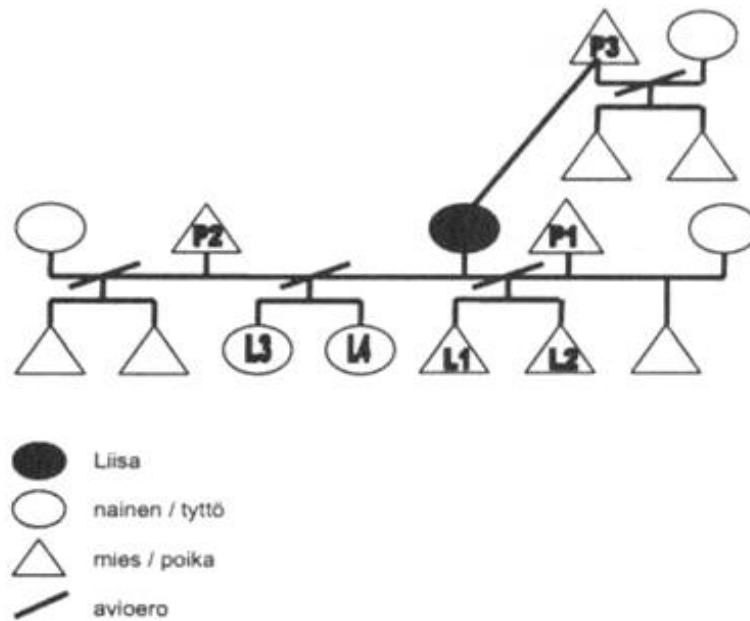 P3
P2
P1
L3
L4
L1
L2
Liisa
nainen / tyttö
mies / poika
avioero